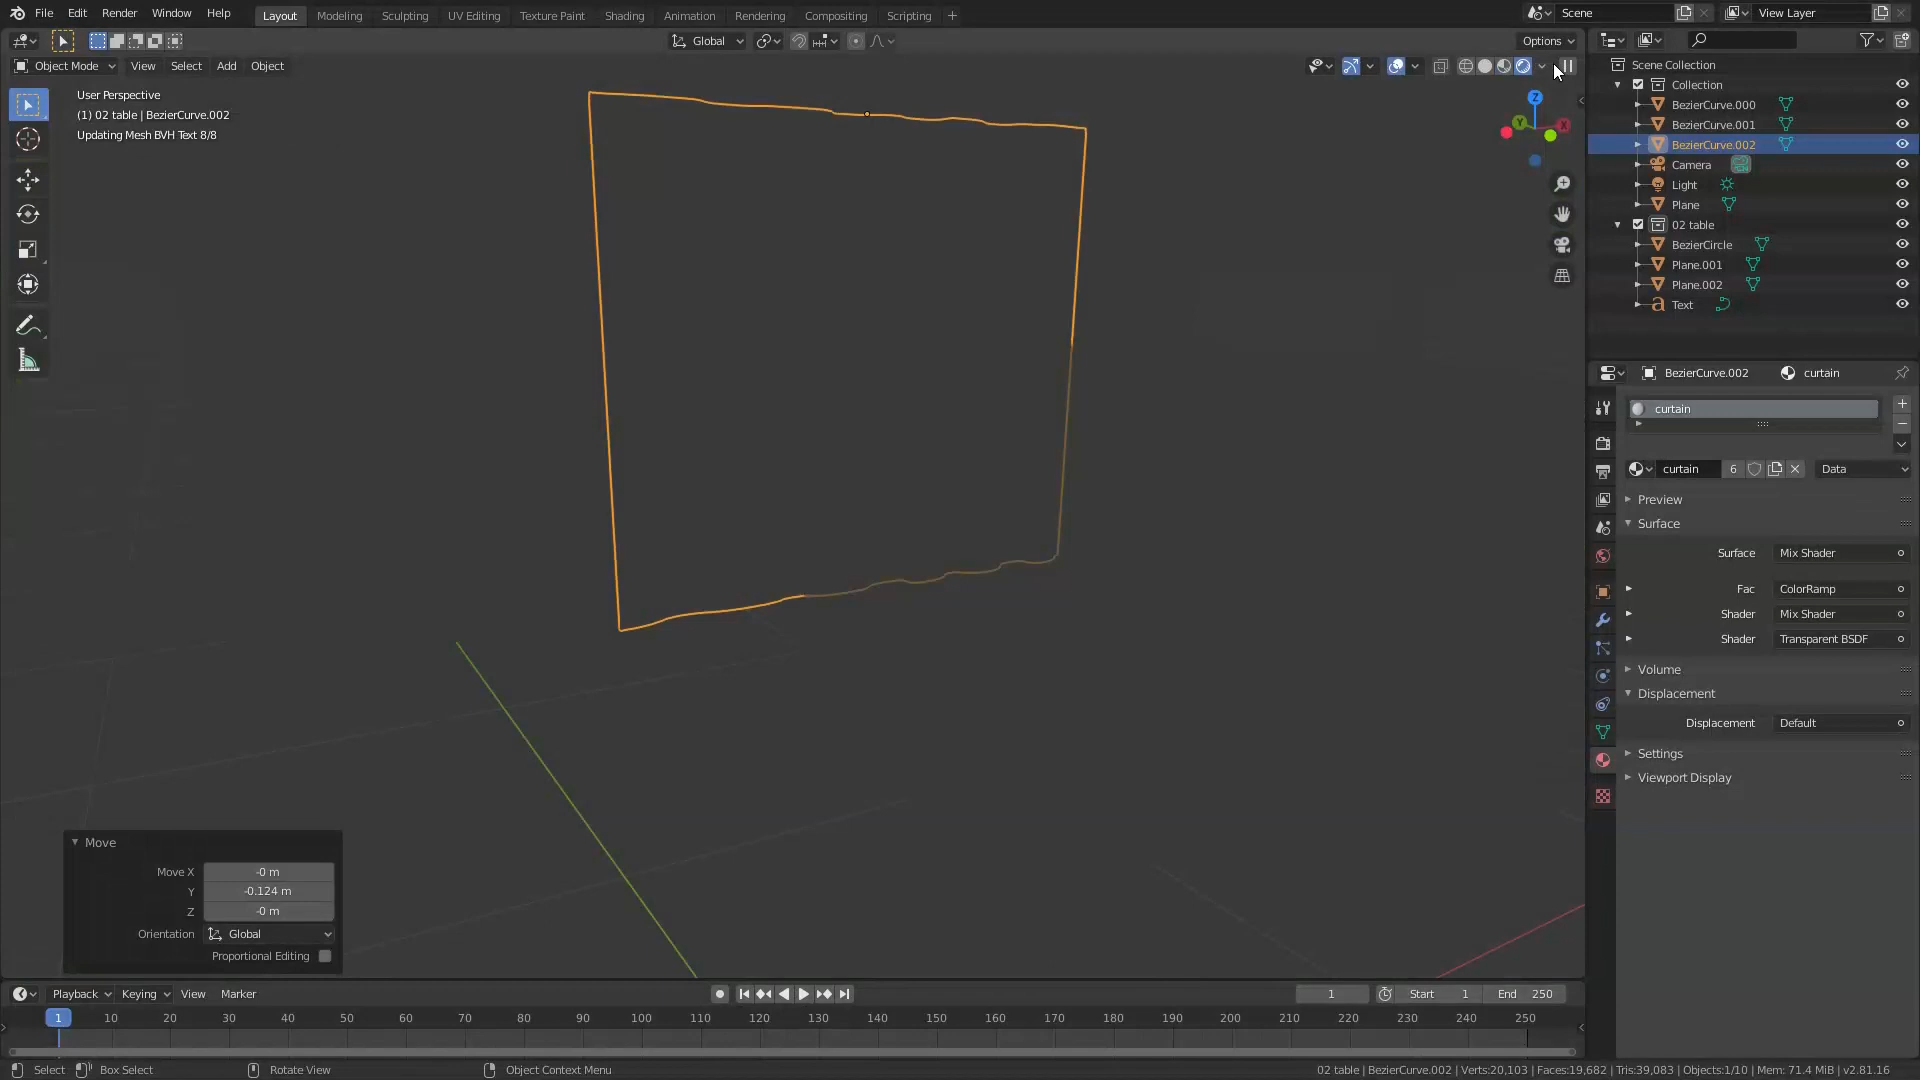 File Edit Render Window Help
Layout Modeling Sculpting UV Editing Texture Paint Shading Animation Rendering Compositing Scripting +
Scene
View Layer
Global
Options
Object Mode View Select Add Object
User Perspective
(1) 02 table | BezierCurve.002
Updating Mesh BVH Text 8/8
Z
Y
X
Scene Collection
Collection
BezierCurve.000
BezierCurve.001
BezierCurve.002
Camera
Light
Plane
02 table
BezierCircle
Plane.001
Plane.002
Text
BezierCurve.002 curtain
curtain
curtain 6 Data
Preview
Surface
Surface Mix Shader
Fac ColorRamp
Shader Mix Shader
Shader Transparent BSDF
Volume
Displacement
Displacement Default
Settings
Viewport Display
Move
Move X -0 m
Y -0.124 m
Z -0 m
Orientation Global
Proportional Editing
Playback Keying View Marker
1 Start 1 End 250
1 10 20 30 40 50 60 70 80 90 100 110 120 130 140 150 160 170 180 190 200 210 220 230 240 250
Select Box Select Rotate View Object Context Menu
02 table | BezierCurve.002 | Verts:20,103 | Faces:19,682 | Tris:39,083 | Objects:1/10 | Mem: 71.4 MiB | v2.81.16